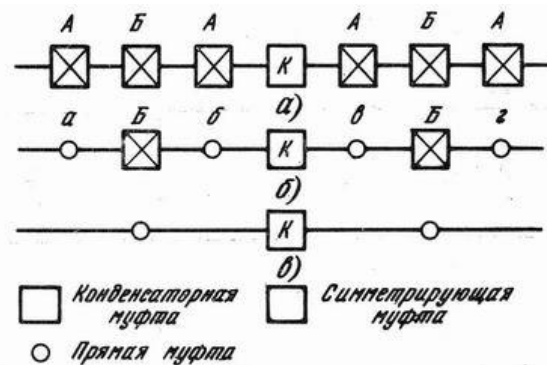 А Б А А Б А
К
а)
а Б б в Б г
К
б)
К
в)
Конденсаторная муфта
Симметрирующая муфта
Прямая муфта